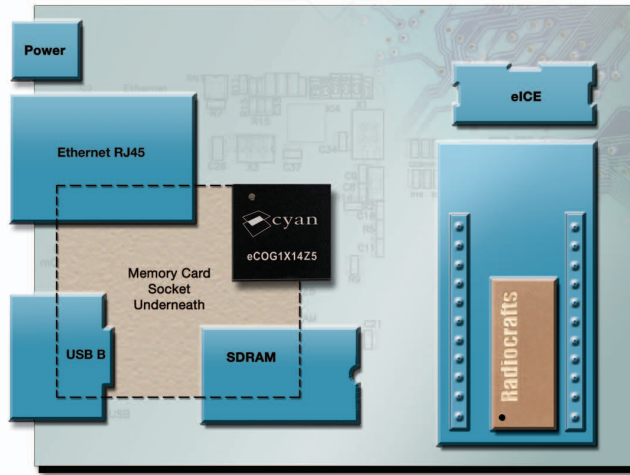 Power
Ethernet RJ45
eICE
cyan
eCOG1X14Z5
Memory Card
Socket
Underneath
USB B
SDRAM
Radiocrafts